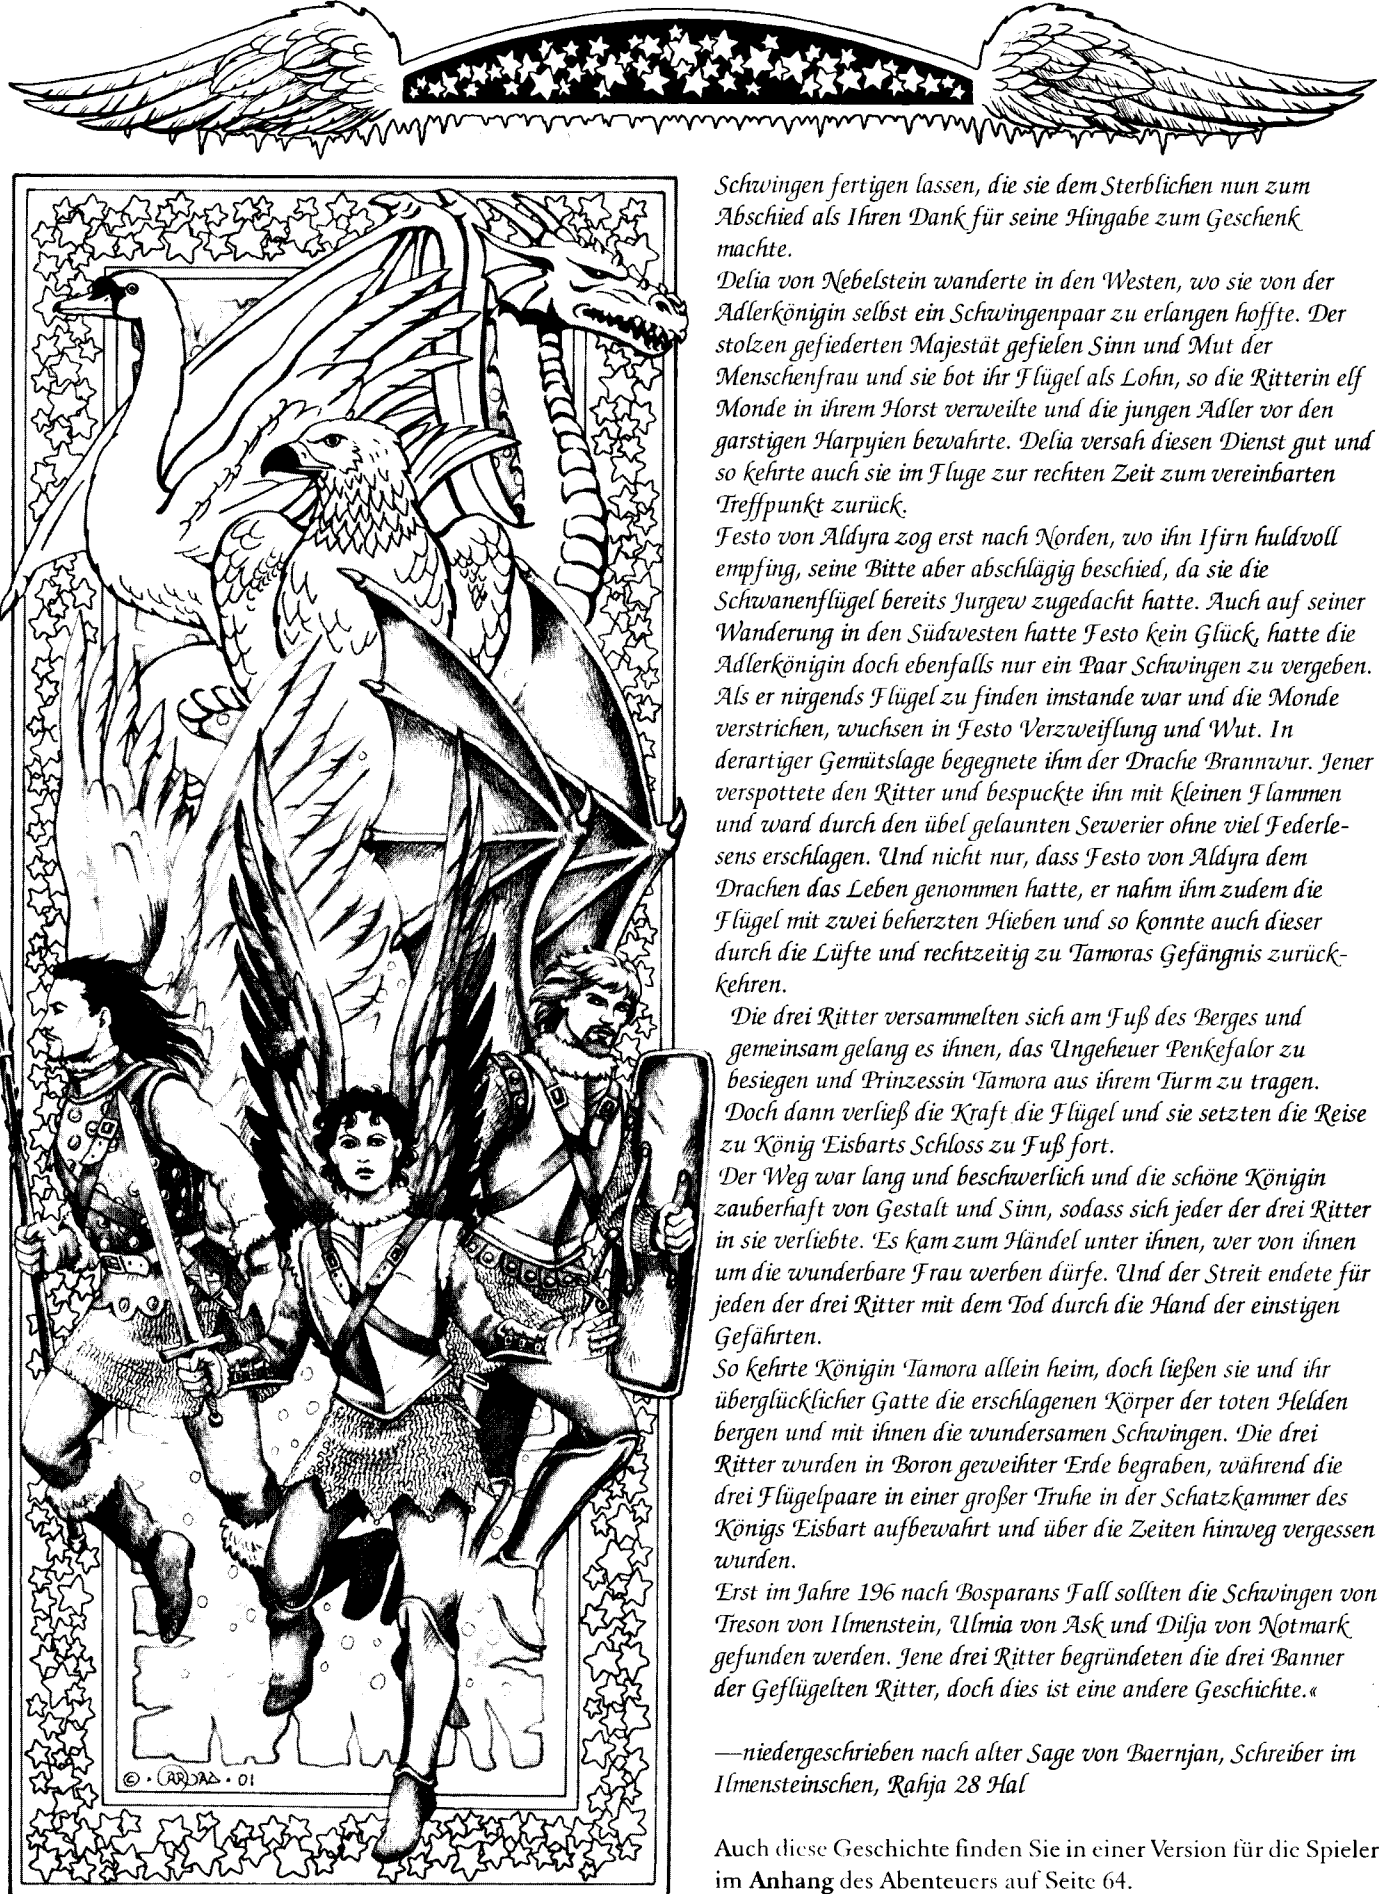 Schwingen fertigen lassen, die sie dem Sterblichen nun zum
Abschied als Ihren Dank für seine Hingabe zum Geschenk
machte.
Delia von Nebelstein wanderte in den Westen, wo sie von der
Adlerkönigin selbst ein Schwingenpaar zu erlangen hoffte. Der
stolzen gefiederten Majestät gefielen Sinn und Mut der
Menschenfrau und sie bot ihr Flügel als Lohn, so die Ritterin elf
Monde in ihrem Horst verweilte und die jungen Adler vor den
garstigen Harpyien bewahrte. Delia versah diesen Dienst gut und
so kehrte auch sie im Fluge zur rechten Zeit zum vereinbarten
Treffpunkt zurück.
Festo von Aldyra zog erst nach Norden, wo ihn Ifirn huldvoll
empfing, seine Bitte aber abschlägig beschied, da sie die
Schwanenflügel bereits Jurgew zugedacht hatte. Auch auf seiner
Wanderung in den Südwesten hatte Festo kein Glück, hatte die
Adlerkönigin doch ebenfalls nur ein Paar Schwingen zu vergeben.
Als er nirgends Flügel zu finden imstande war und die Monde
verstrichen, wuchsen in Festo Verzweiflung und Wut. In
derartiger Gemütslage begegnete ihm der Drache Brannwur. Jener
verspottete den Ritter und bespuckte ihn mit kleinen Flammen
und ward durch den übel gelaunten Sewerier ohne viel Federle-
sens erschlagen. Und nicht nur, dass Festo von Aldyra dem
Drachen das Leben genommen hatte, er nahm ihm zudem die
Flügel mit zwei beherzten Hieben und so konnte auch dieser
durch die Lüfte und rechtzeitig zu Tamoras Gefängnis zurück-
kehren.
Die drei Ritter versammelten sich am Fuß des Berges und
gemeinsam gelang es ihnen, das Ungeheuer Penkefalor zu
besiegen und Prinzessin Tamora aus ihrem Turm zu tragen.
Doch dann verließ die Kraft die Flügel und sie setzten die Reise
zu König Eisbarts Schloss zu Fuß fort.
Der Weg war lang und beschwerlich und die schöne Königin
zauberhaft von Gestalt und Sinn, sodass sich jeder der drei Ritter
in sie verliebte. Es kam zum Händel unter ihnen, wer von ihnen
um die wunderbare Frau werben dürfe. Und der Streit endete für
jeden der drei Ritter mit dem Tod durch die Hand der einstigen
Gefährten.
So kehrte Königin Tamora allein heim, doch ließen sie und ihr
überglücklicher Gatte die erschlagenen Körper der toten Helden
bergen und mit ihnen die wundersamen Schwingen. Die drei
Ritter wurden in Boron geweihter Erde begraben, während die
drei Flügelpaare in einer großer Truhe in der Schatzkammer des
Königs Eisbart aufbewahrt und über die Zeiten hinweg vergessen
wurden.
Erst im Jahre 196 nach Bosparans Fall sollten die Schwingen von
Treson von Ilmenstein, Ulmia von Ask und Dilja von Notmark
gefunden werden. Jene drei Ritter begründeten die drei Banner
der Geflügelten Ritter, doch dies ist eine andere Geschichte.«
—niedergeschrieben nach alter Sage von Baernjan, Schreiber im
Ilmensteinschen, Rahja 28 Hal
Auch diese Geschichte finden Sie in einer Version für die Spieler
im Anhang des Abenteuers auf Seite 64.
© · CARYAD · 01